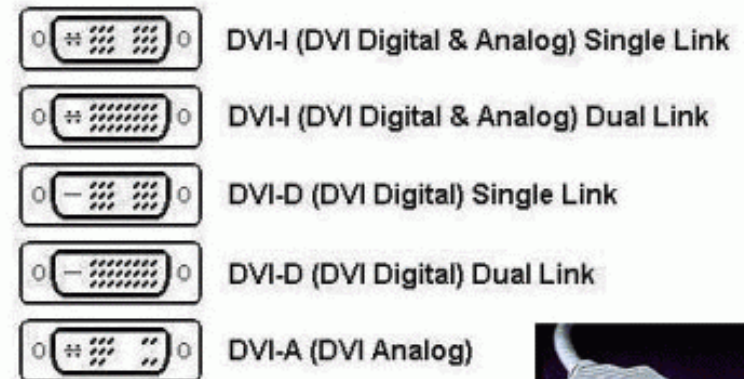 DVI-I (DVI Digital & Analog) Single Link
DVI-I (DVI Digital & Analog) Dual Link
DVI-D (DVI Digital) Single Link
DVI-D (DVI Digital) Dual Link
DVI-A (DVI Analog)